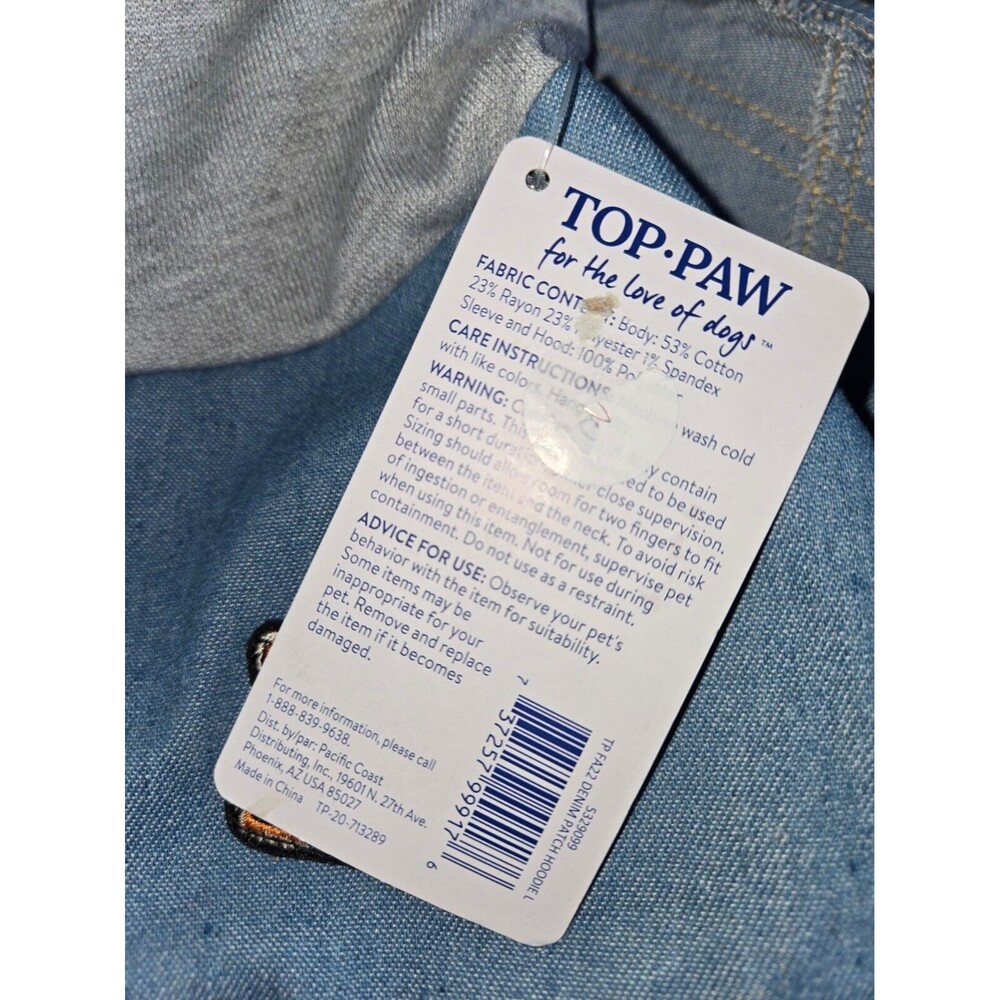 TOP•PAW
for the love of dogs™
FABRIC CONT : Body: 53% Cotton
23% Rayon 23% lyester 1% Spandex
Sleeve and Hood: 100%
CARE INSTRUCTIONS wash cold
with like colors.
WARNING: y contain
small parts. This ed to be used
for a short durat close supervision.
Sizing should all room for two fingers to fit
between the item and the neck. To avoid risk
of ingestion or entanglement, supervise pet
when using this item. Not for use during
containment. Do not use as a restraint.
ADVICE FOR USE: Observe your pet's
behavior with the item for suitability.
Some items may be
inappropriate for your
pet. Remove and replace
the item if it becomes
damaged.
For more information, please call
1-888-839-9638.
Dist. by/par: Pacific Coast
Distributing, Inc., 19601 N. 27th Ave.
Phoenix, AZ USA 85027
Made in China TP-20-713289
7 37257 99917 6
5329099
TP FA22 DENIM PATCH HOODIE L